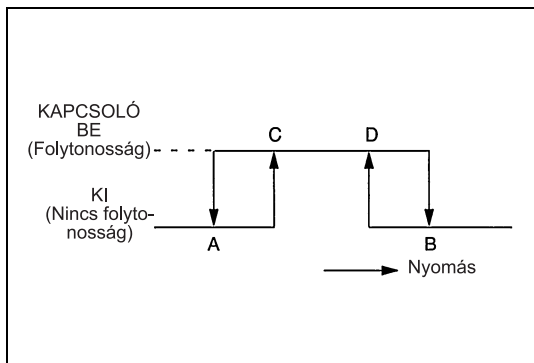 KAPCSOLÓ
BE
(Folytonosság)
C
D
KI
(Nincs folyto-
nosság)
A
B
Nyomás